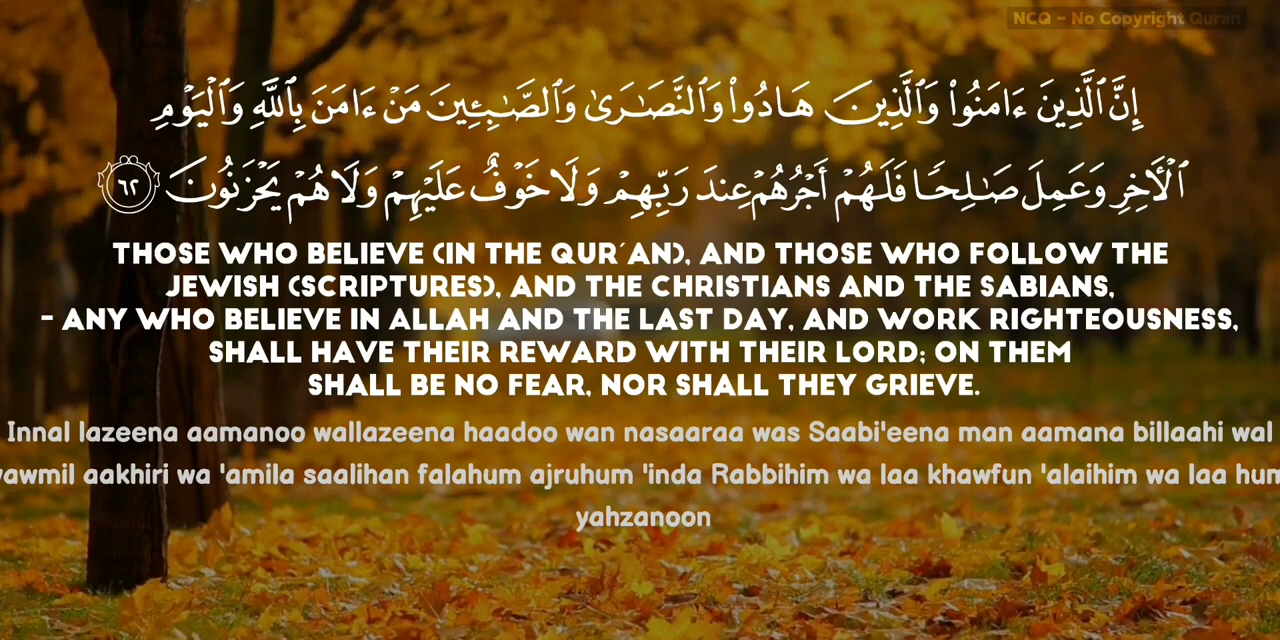 NCQ - No Copyright Quran
إِنَّ ٱلَّذِينَ ءَامَنُوا۟ وَٱلَّذِينَ هَادُوا۟ وَٱلنَّصَـٰرَىٰ وَٱلصَّـٰبِـِٔينَ مَنْ ءَامَنَ بِٱللَّهِ وَٱلْيَوْمِ
ٱلْـَٔاخِرِ وَعَمِلَ صَـٰلِحًا فَلَهُمْ أَجْرُهُمْ عِندَ رَبِّهِمْ وَلَا خَوْفٌ عَلَيْهِمْ وَلَا هُمْ يَحْزَنُونَ ٦٢
THOSE WHO BELIEVE (IN THE QUR'AN), AND THOSE WHO FOLLOW THE
JEWISH (SCRIPTURES), AND THE CHRISTIANS AND THE SABIANS,
- ANY WHO BELIEVE IN ALLAH AND THE LAST DAY, AND WORK RIGHTEOUSNESS,
SHALL HAVE THEIR REWARD WITH THEIR LORD; ON THEM
SHALL BE NO FEAR, NOR SHALL THEY GRIEVE.
Innal lazeena aamanoo wallazeena haadoo wan nasaaraa was Saabi'eena man aamana billaahi wal
yawmil aakhiri wa 'amila saalihan falahum ajruhum 'inda Rabbihim wa laa khawfun 'alaihim wa laa hum
yahzanoon